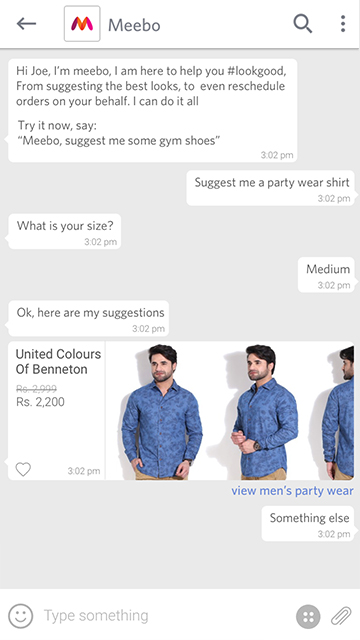 Meebo
Hi Joe, I'm meebo, I am here to help you #lookgood,
From suggesting the best looks, to even reschedule
orders on your behalf. I can do it all
Try it now, say:
“Meebo, suggest me some gym shoes”
3:02 pm
Suggest me a party wear shirt
3:02 pm
What is your size?
3:02 pm
Medium
3:02 pm
Ok, here are my suggestions
3:02 pm
United Colours
Of Benneton
Rs. 2,999
Rs. 2,200
3:02 pm
view men's party wear
Something else
3:02 pm
Type something